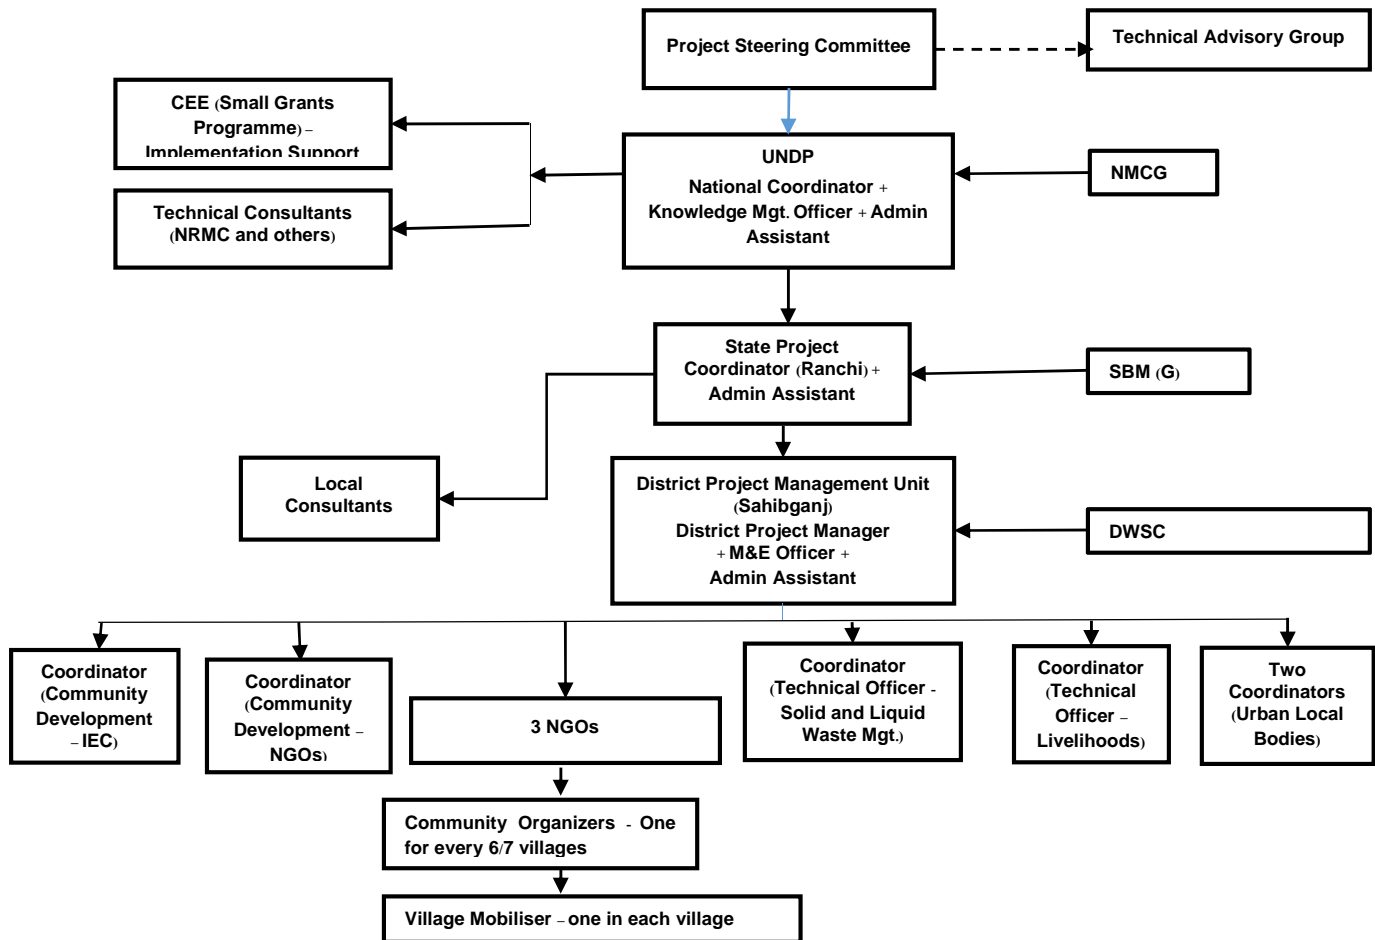 Project Steering Committee
Technical Advisory Group
CEE (Small Grants
Programme) –
Implementation Support
UNDP
National Coordinator +
Knowledge Mgt. Officer + Admin
Assistant
NMCG
Technical Consultants
(NRMC and others)
State Project
Coordinator (Ranchi) +
Admin Assistant
SBM (G)
Local
Consultants
District Project Management Unit
(Sahibganj)
District Project Manager
+ M&E Officer +
Admin Assistant
DWSC
Coordinator
(Community
Development
– IEC)
Coordinator
(Community
Development –
NGOs)
3 NGOs
Coordinator
(Technical Officer -
Solid and Liquid
Waste Mgt.)
Coordinator
(Technical
Officer –
Livelihoods)
Two
Coordinators
(Urban Local
Bodies)
Community Organizers - One
for every 6/7 villages
Village Mobiliser – one in each village